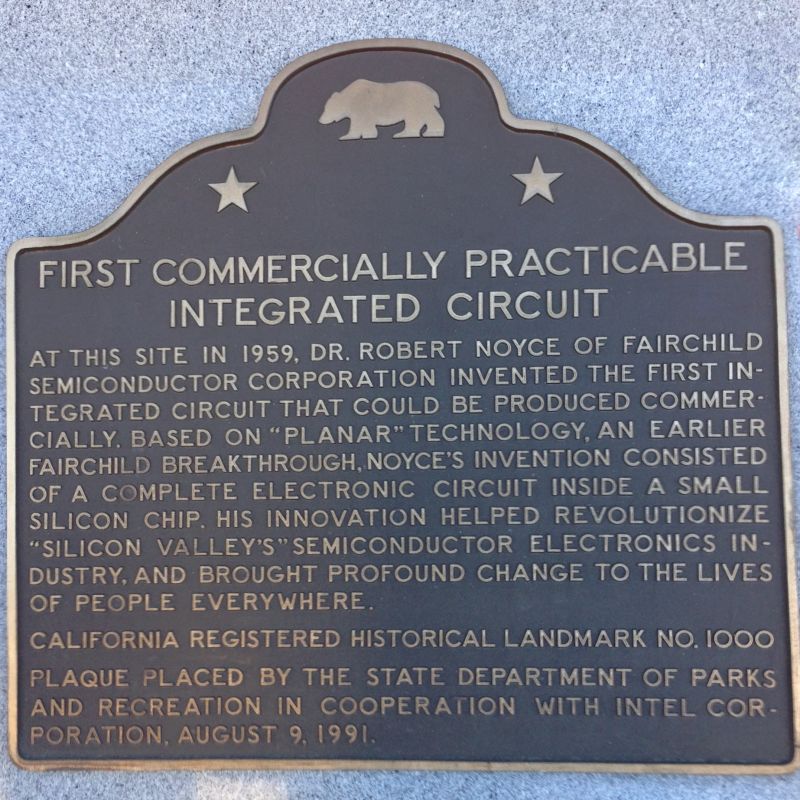 FIRST COMMERCIALLY PRACTICABLE
INTEGRATED CIRCUIT
AT THIS SITE IN 1959, DR. ROBERT NOYCE OF FAIRCHILD
SEMICONDUCTOR CORPORATION INVENTED THE FIRST IN-
TEGRATED CIRCUIT THAT COULD BE PRODUCED COMMER-
CIALLY. BASED ON "PLANAR" TECHNOLOGY, AN EARLIER
FAIRCHILD BREAKTHROUGH, NOYCE'S INVENTION CONSISTED
OF A COMPLETE ELECTRONIC CIRCUIT INSIDE A SMALL
SILICON CHIP. HIS INNOVATION HELPED REVOLUTIONIZE
"SILICON VALLEY'S" SEMICONDUCTOR ELECTRONICS IN-
DUSTRY, AND BROUGHT PROFOUND CHANGE TO THE LIVES
OF PEOPLE EVERYWHERE.
CALIFORNIA REGISTERED HISTORICAL LANDMARK NO. 1000
PLAQUE PLACED BY THE STATE DEPARTMENT OF PARKS
AND RECREATION IN COOPERATION WITH INTEL COR-
PORATION, AUGUST 9, 1991.